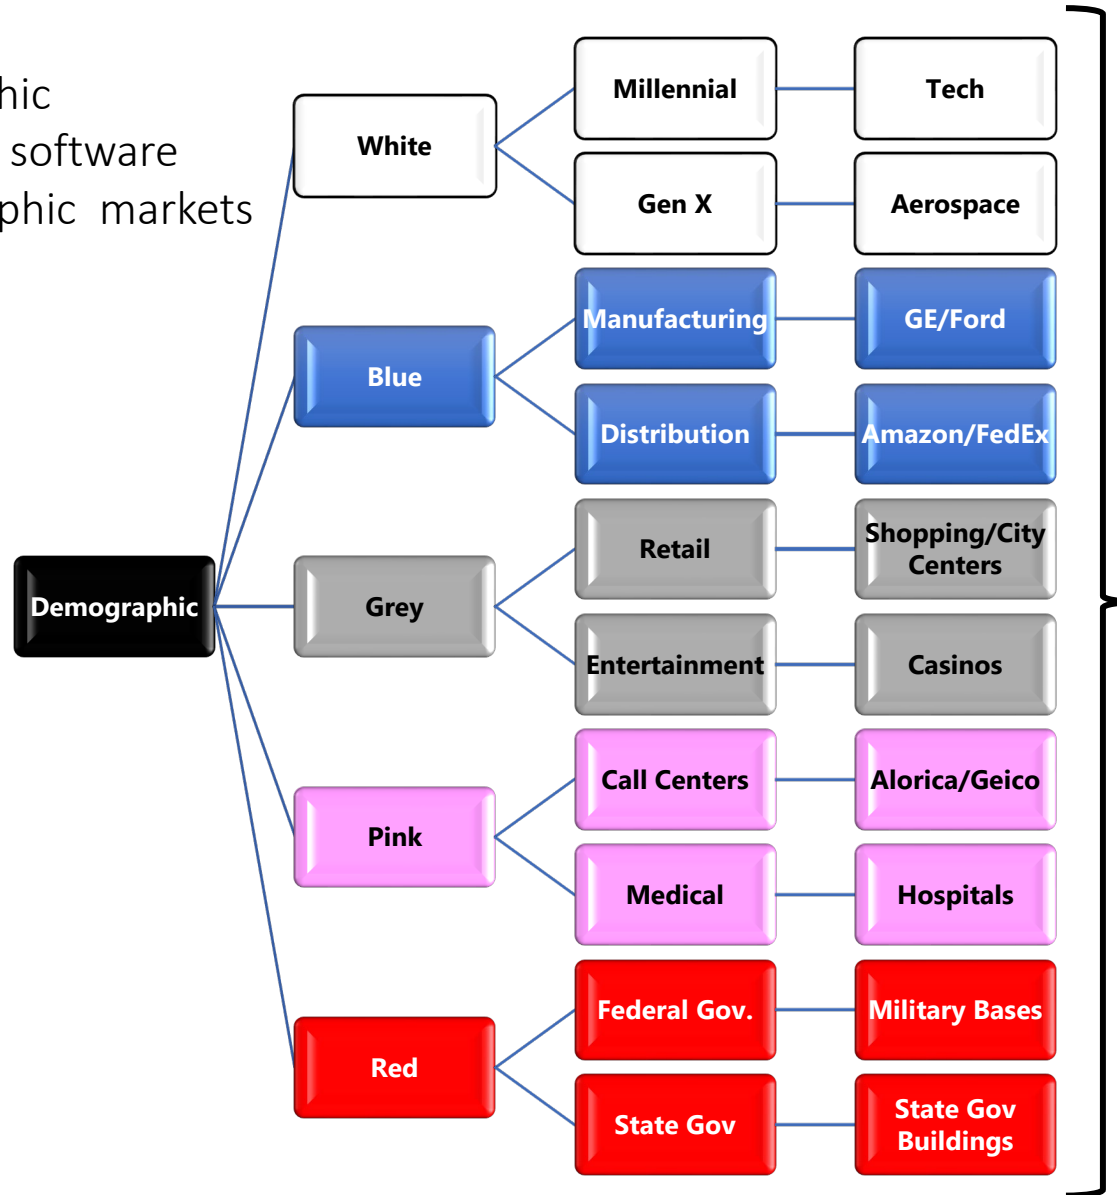 software
markets
Millennial
Tech
White
Gen X
Aerospace
Manufacturing
GE/Ford
Blue
Distribution
Amazon/FedEx
Retail
Shopping/City
Centers
Demographic
Grey
Entertainment
Casinos
Call Centers
Alorica/Geico
Pink
Medical
Hospitals
Federal Gov.
Military Bases
Red
State Gov
State Gov
Buildings